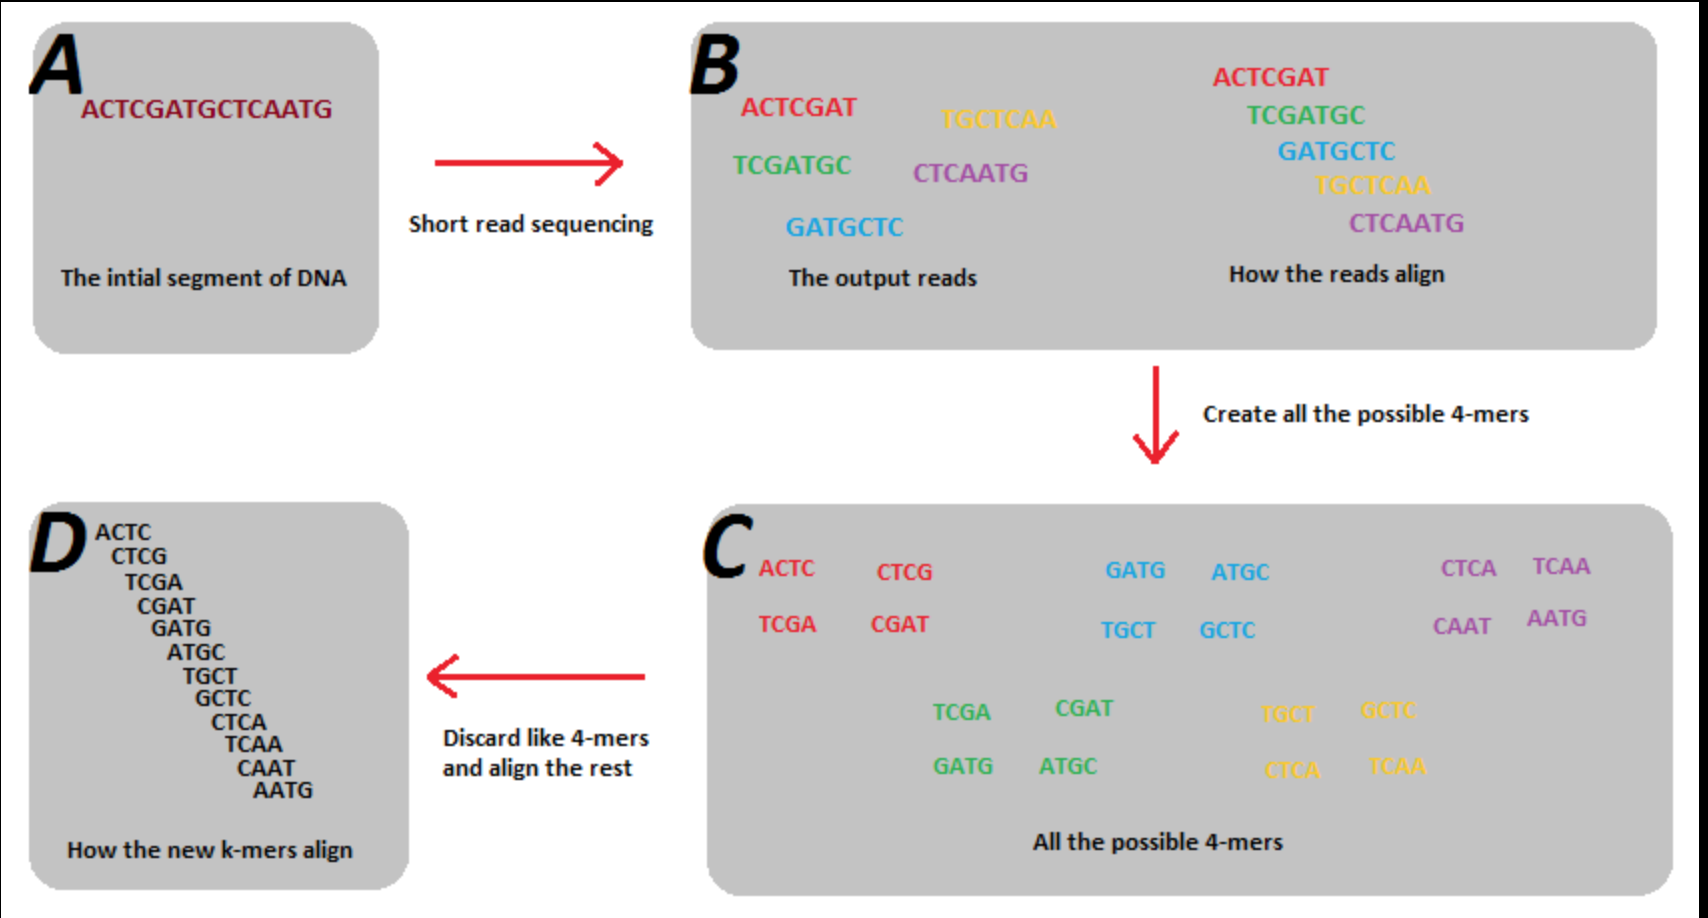 A
ACTCGATGCTCAATG
The intial segment of DNA
Short read sequencing
B
ACTCGAT
TGCTCAA
TCGATGC
CTCAATG
GATGCTC
The output reads
ACTCGAT
TCGATGC
GATGCTC
TGCTCAA
CTCAATG
How the reads align
Create all the possible 4-mers
C
ACTC CTCG
TCGA CGAT
GATG ATGC
TGCT GCTC
CTCA TCAA
CAAT AATG
TCGA CGAT
GATG ATGC
TGCT GCTC
CTCA TCAA
All the possible 4-mers
Discard like 4-mers
and align the rest
D
ACTC
CTCG
TCGA
CGAT
GATG
ATGC
TGCT
GCTC
CTCA
TCAA
CAAT
AATG
How the new k-mers align